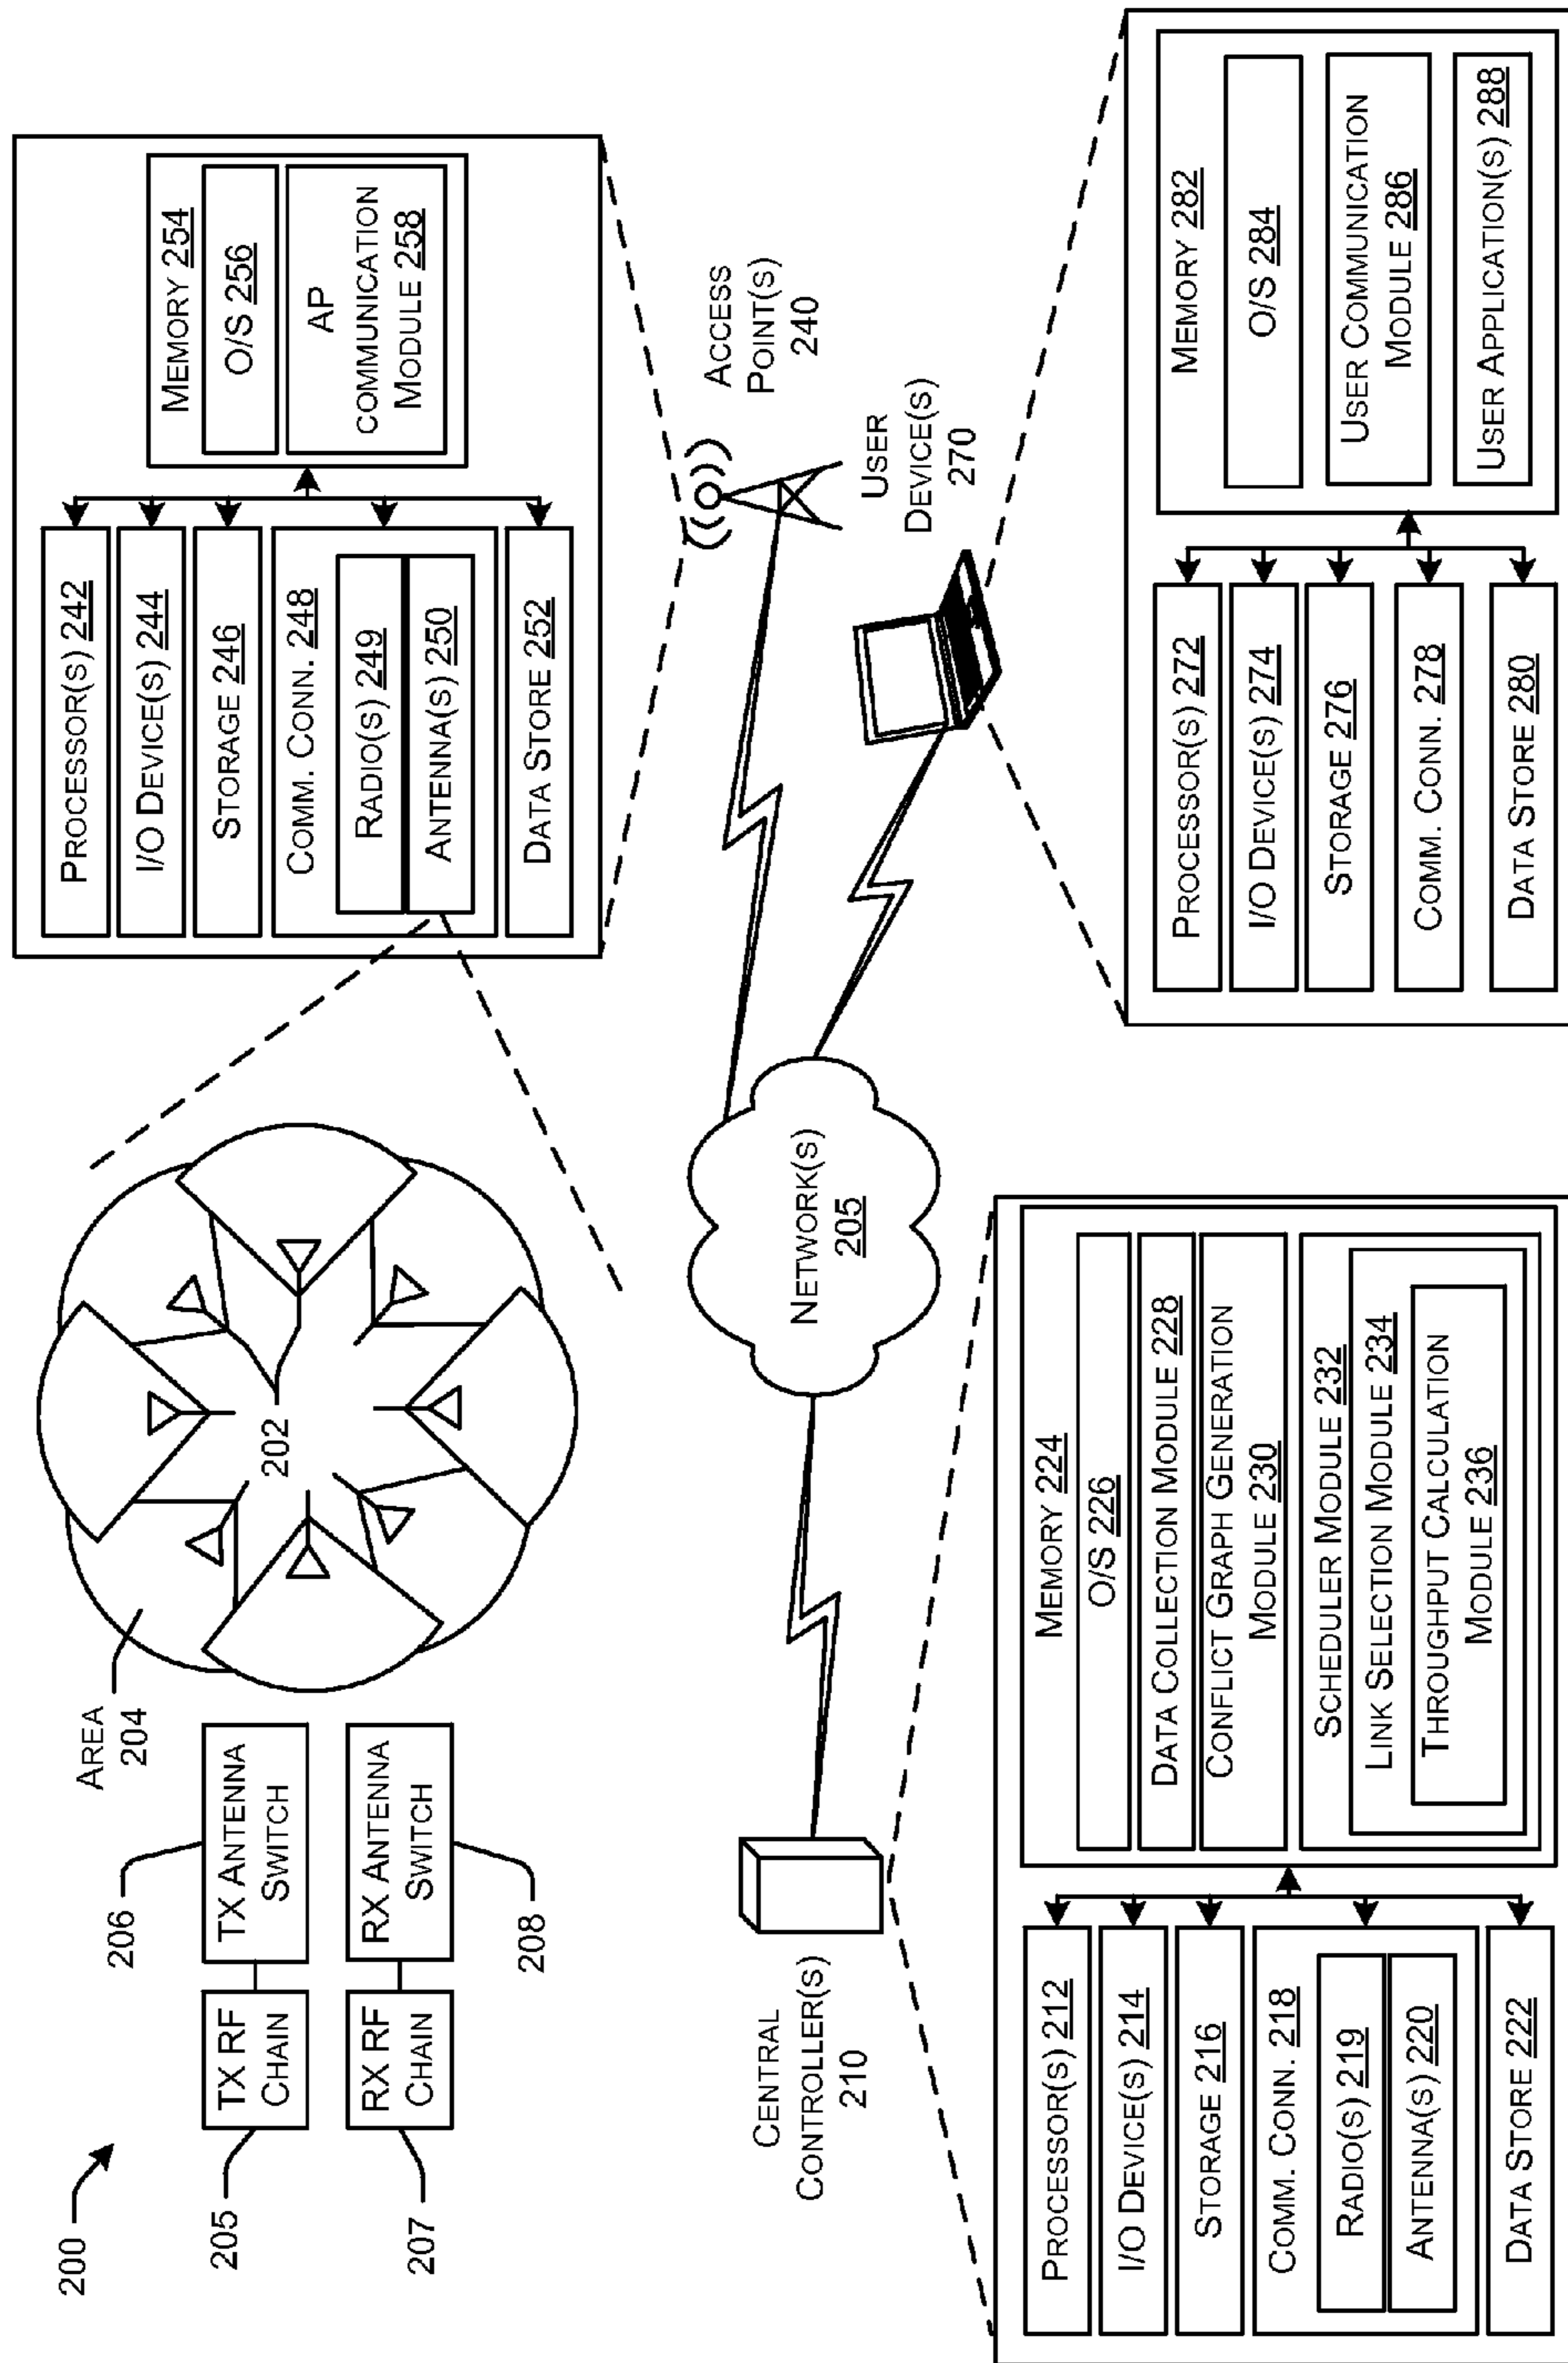 200
205
TX RF
CHAIN
206
TX ANTENNA
SWITCH
207
RX RF
CHAIN
208
RX ANTENNA
SWITCH
AREA
204
202
PROCESSOR(S) 242
I/O DEVICE(S) 244
STORAGE 246
COMM. CONN. 248
RADIO(S) 249
ANTENNA(S) 250
DATA STORE 252
MEMORY 254
O/S 256
AP
COMMUNICATION
MODULE 258
ACCESS
POINT(S)
240
USER
DEVICE(S)
270
NETWORK(S)
205
CENTRAL
CONTROLLER(S)
210
PROCESSOR(S) 212
I/O DEVICE(S) 214
STORAGE 216
COMM. CONN. 218
RADIO(S) 219
ANTENNA(S) 220
DATA STORE 222
MEMORY 224
O/S 226
DATA COLLECTION MODULE 228
CONFLICT GRAPH GENERATION
MODULE 230
SCHEDULER MODULE 232
LINK SELECTION MODULE 234
THROUGHPUT CALCULATION
MODULE 236
PROCESSOR(S) 272
I/O DEVICE(S) 274
STORAGE 276
COMM. CONN. 278
DATA STORE 280
MEMORY 282
O/S 284
USER COMMUNICATION
MODULE 286
USER APPLICATION(S) 288